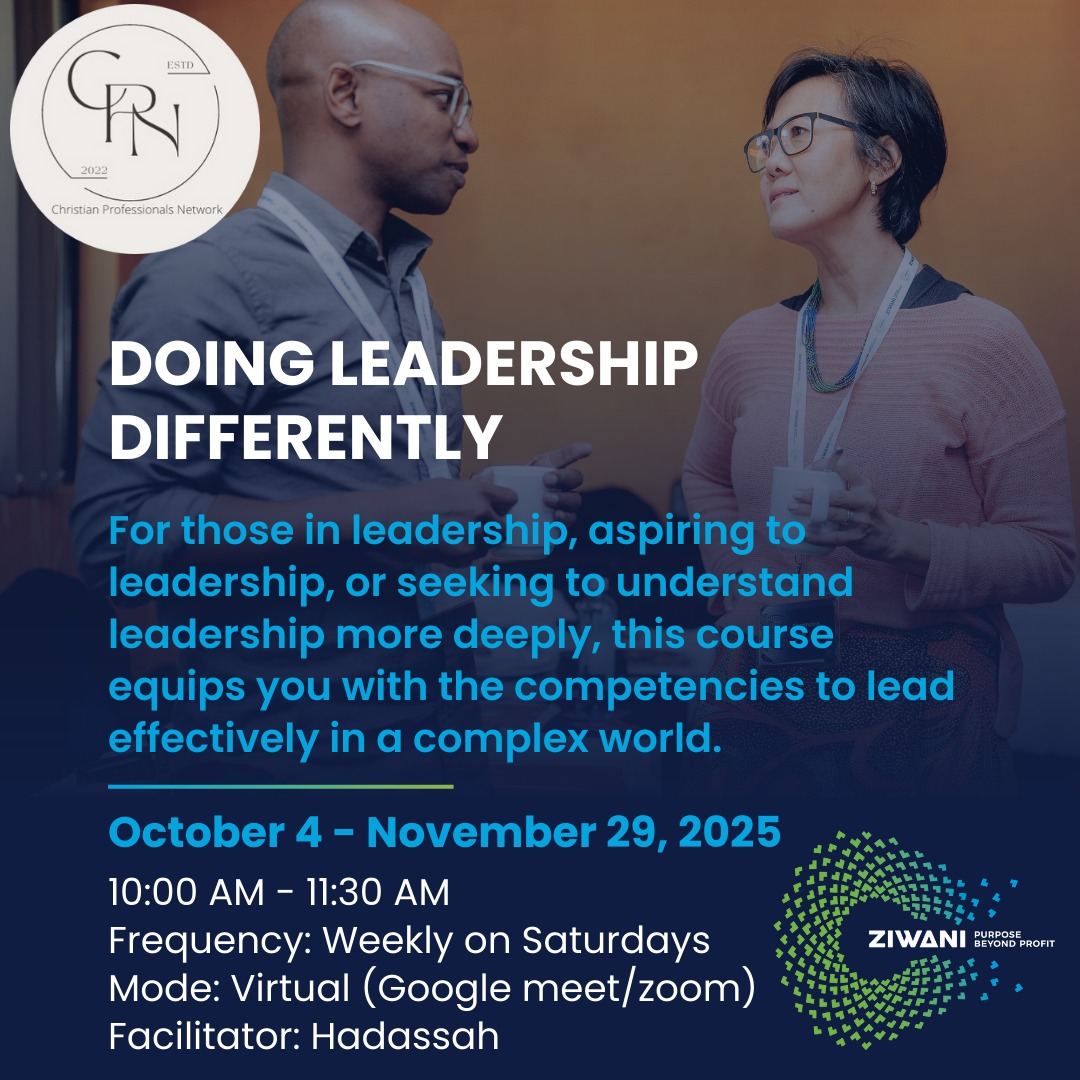 CPN
ESTD
2022
Christian Professionals Network
DOING LEADERSHIP
DIFFERENTLY
For those in leadership, aspiring to
leadership, or seeking to understand
leadership more deeply, this course
equips you with the competencies to lead
effectively in a complex world.
October 4 - November 29, 2025
10:00 AM - 11:30 AM
Frequency: Weekly on Saturdays
Mode: Virtual (Google meet/zoom)
Facilitator: Hadassah
ZIWANI PURPOSE
BEYOND PROFIT